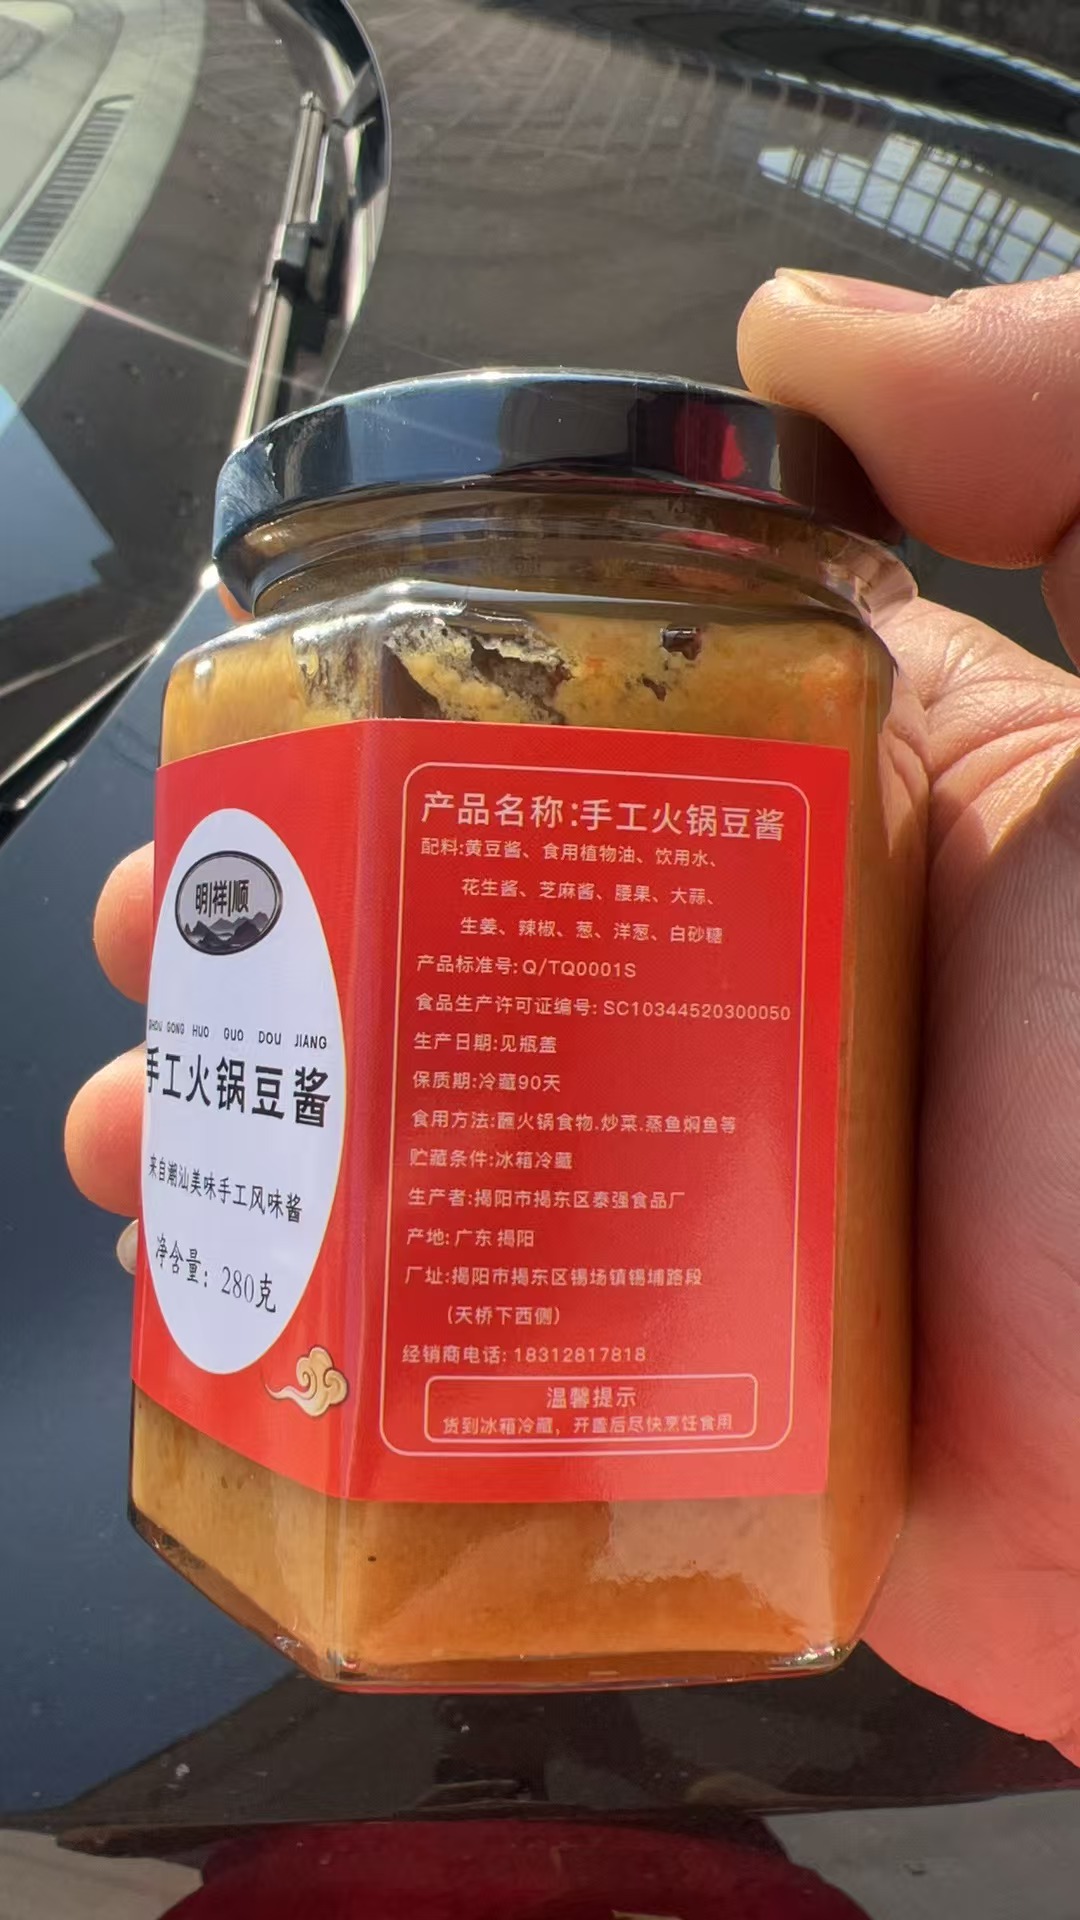 明祥顺
SHOU GONG HUO GUO DOU JIANG
手工火锅豆酱
来自潮汕美味手工风味酱
净含量：280克
产品名称:手工火锅豆酱
配料:黄豆酱、食用植物油、饮用水、
花生酱、芝麻酱、腰果、大蒜、
生姜、辣椒、葱、洋葱、白砂糖
产品标准号:Q/TQ0001S
食品生产许可证编号: SC10344520300050
生产日期:见瓶盖
保质期:冷藏90天
食用方法:蘸火锅食物.炒菜.蒸鱼焖鱼等
贮藏条件:冰箱冷藏
生产者:揭阳市揭东区泰强食品厂
产地: 广东 揭阳
厂址:揭阳市揭东区锡场镇锡埔路段
（天桥下西侧）
经销商电话: 18312817818
温馨提示
货到冰箱冷藏，开盖后尽快烹饪食用